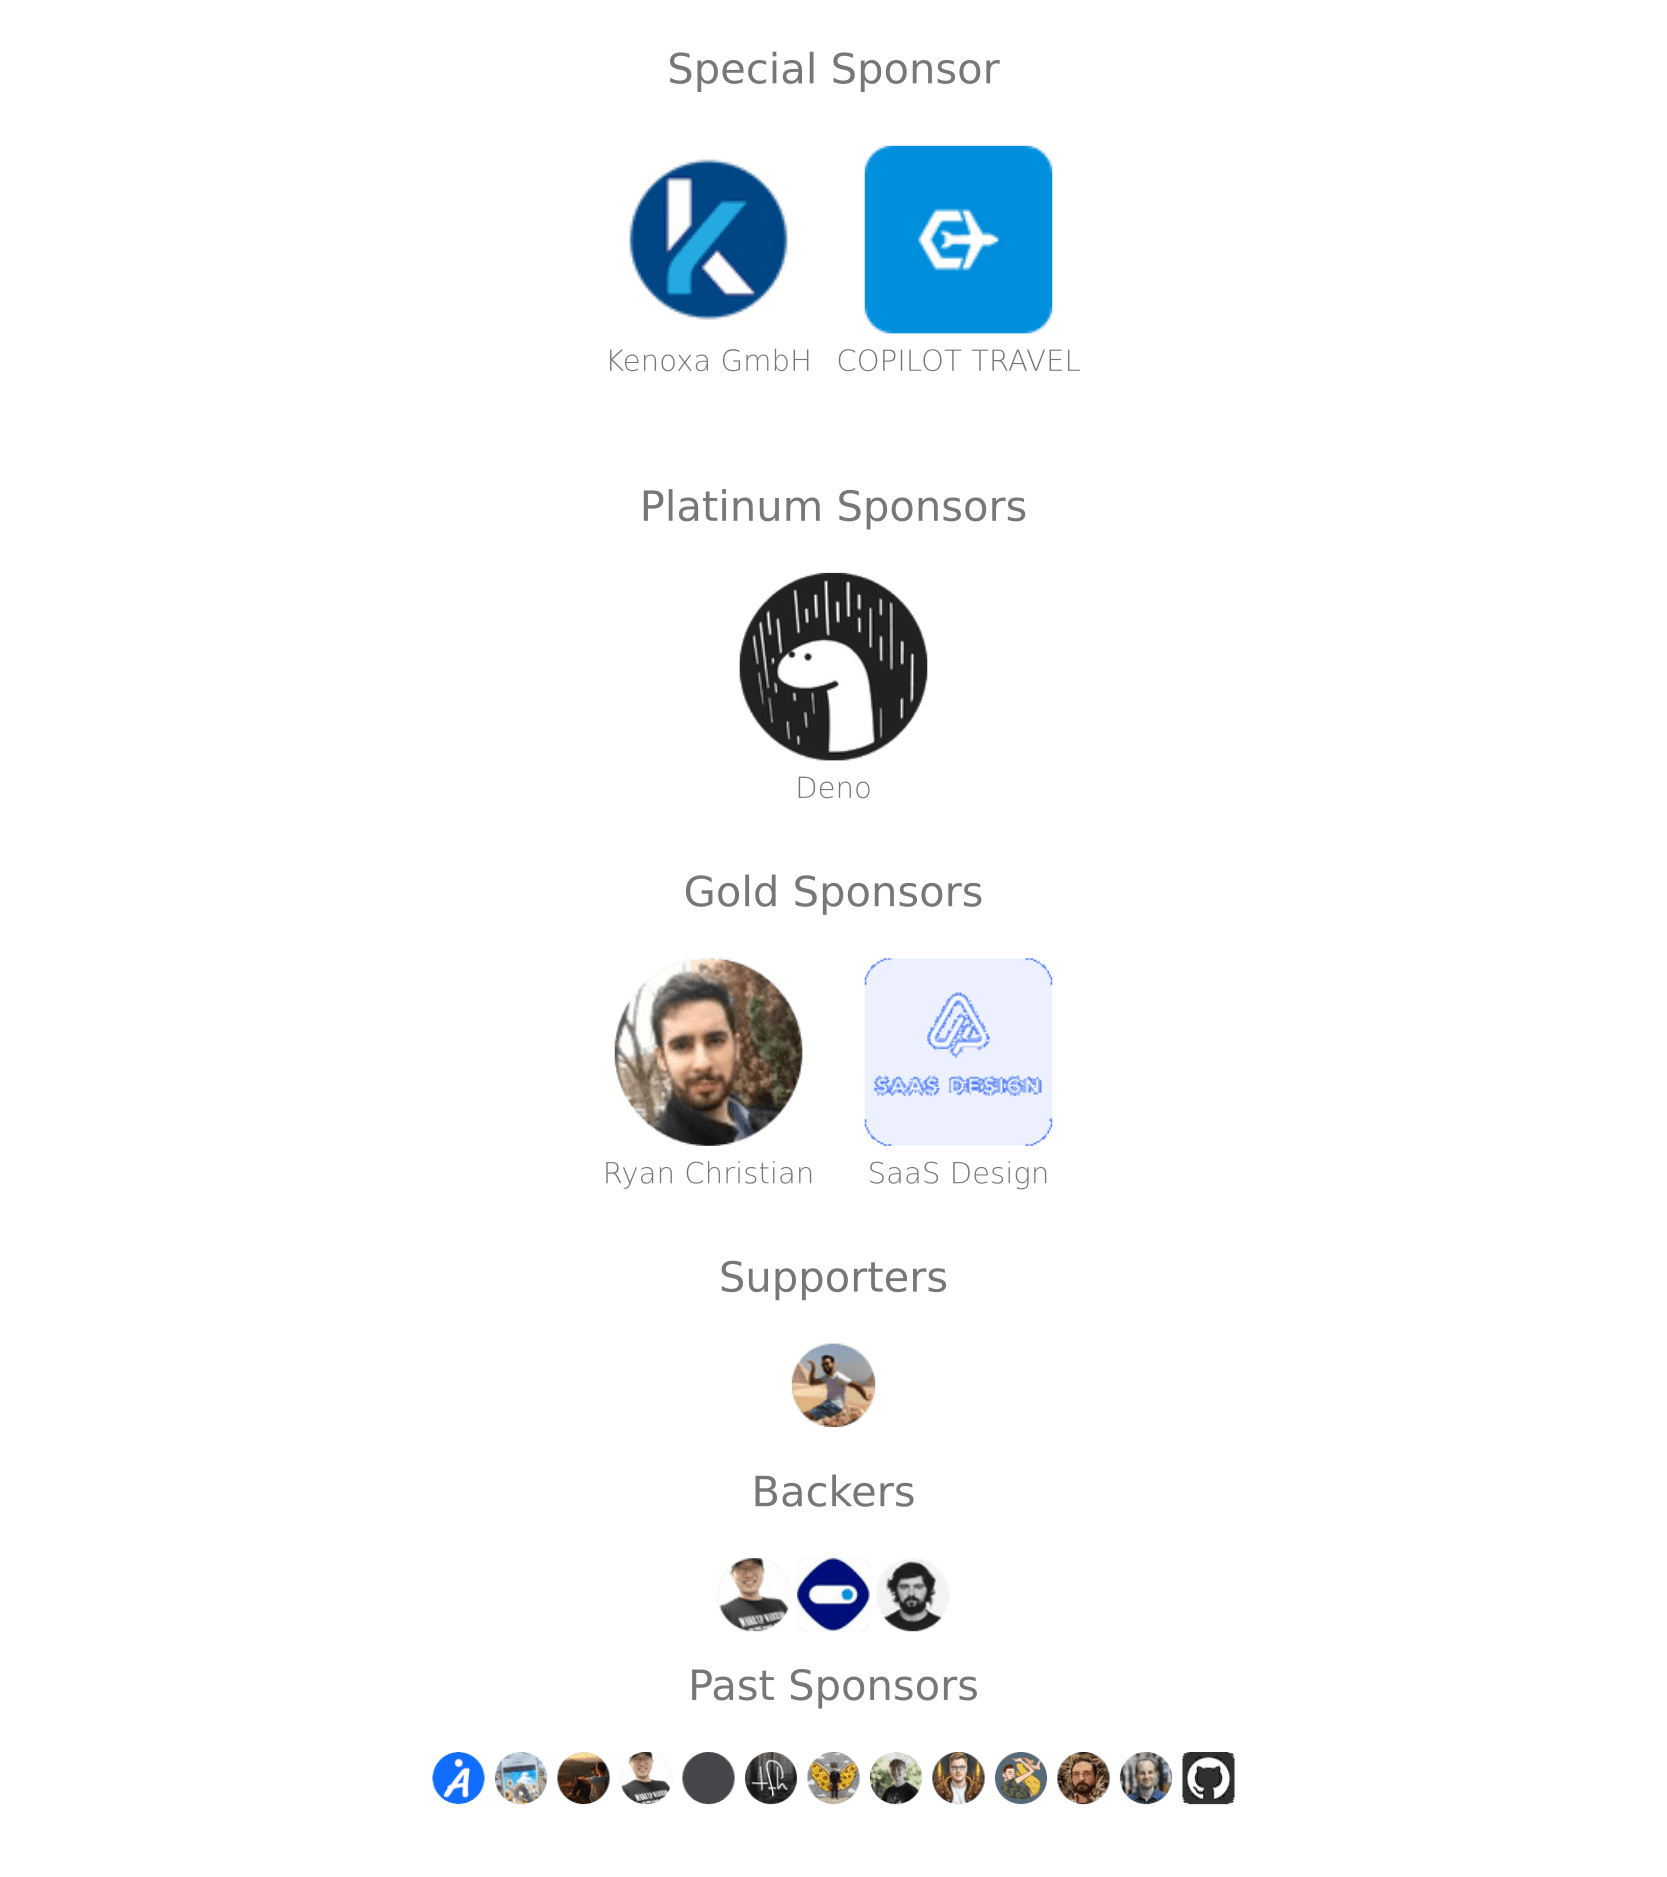 Special Sponsor
Kenoxa GmbH COPILOT TRAVEL
Platinum Sponsors
Deno
Gold Sponsors
SAAS DESIGN
Ryan Christian SaaS Design
Supporters
Backers
Past Sponsors